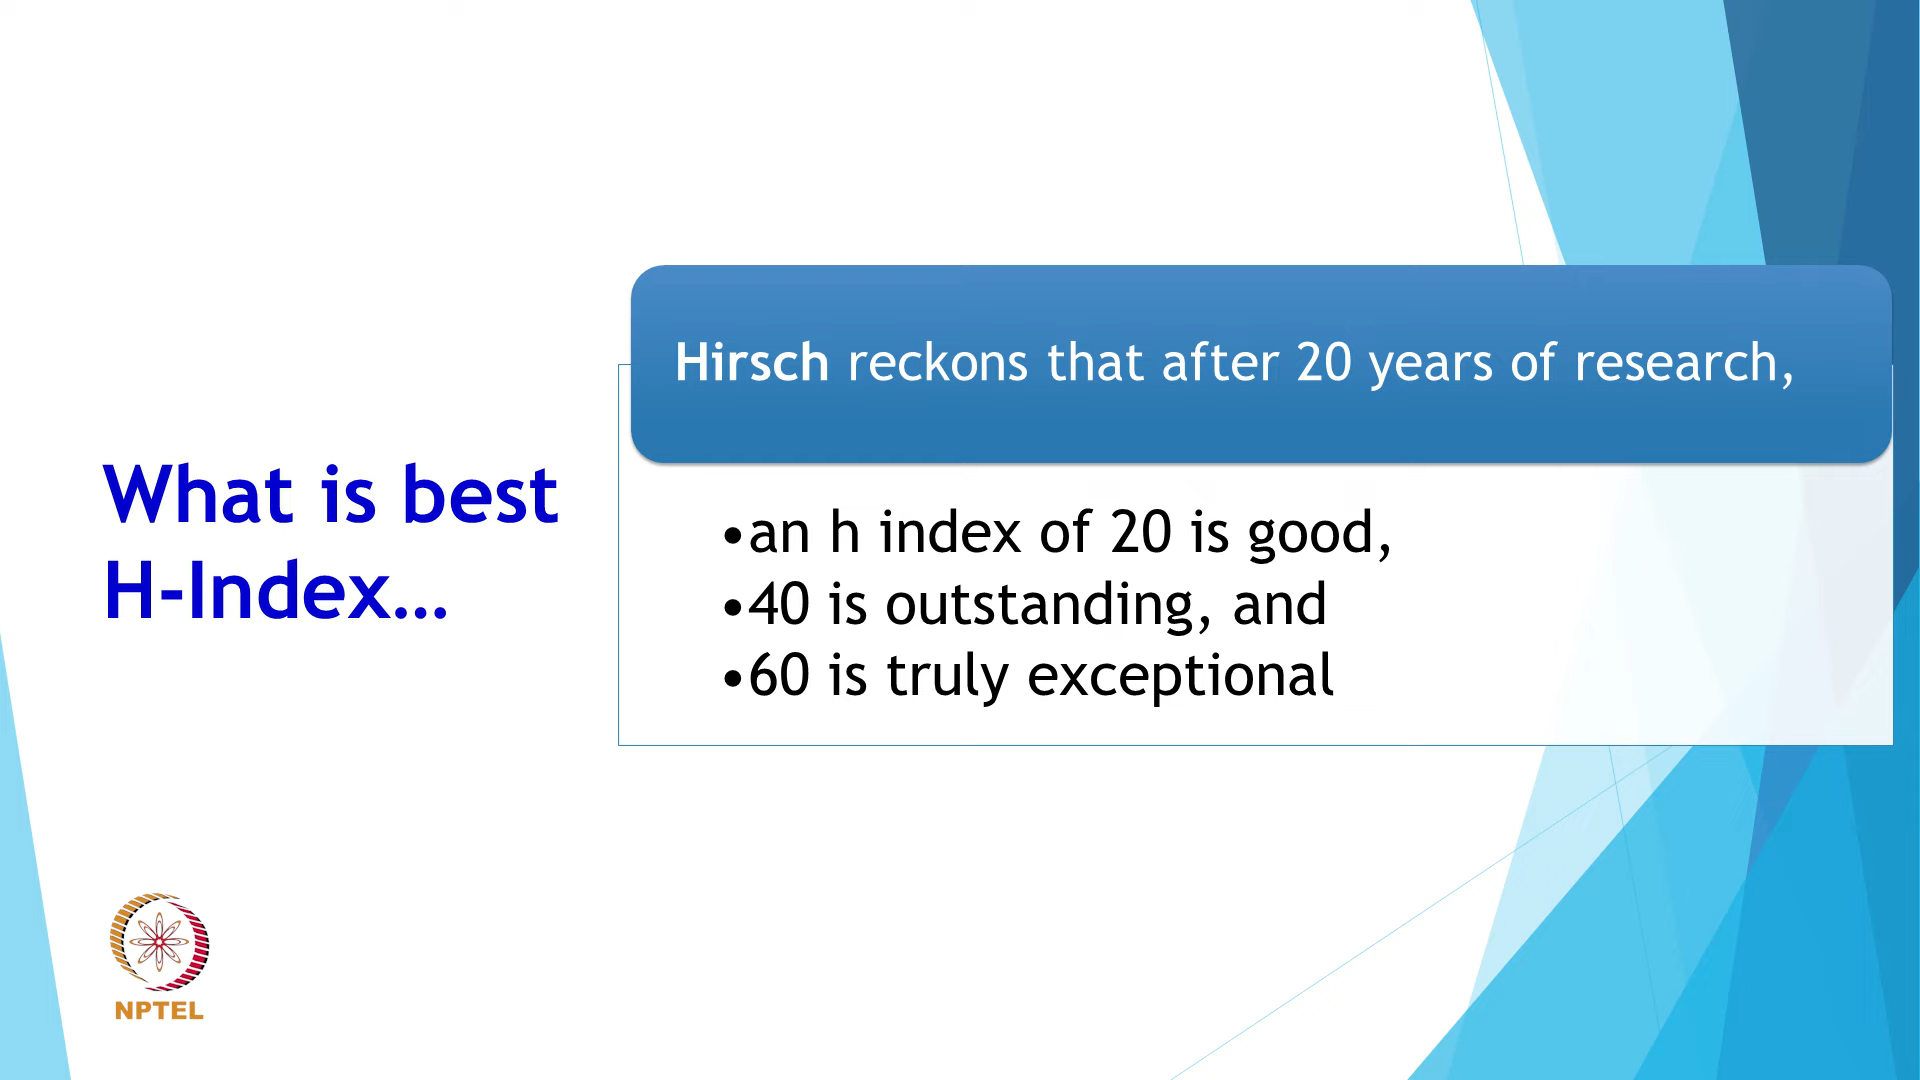 What is best
H-Index...
Hirsch reckons that after 20 years of research,
•an h index of 20 is good,
•40 is outstanding, and
•60 is truly exceptional
NPTEL